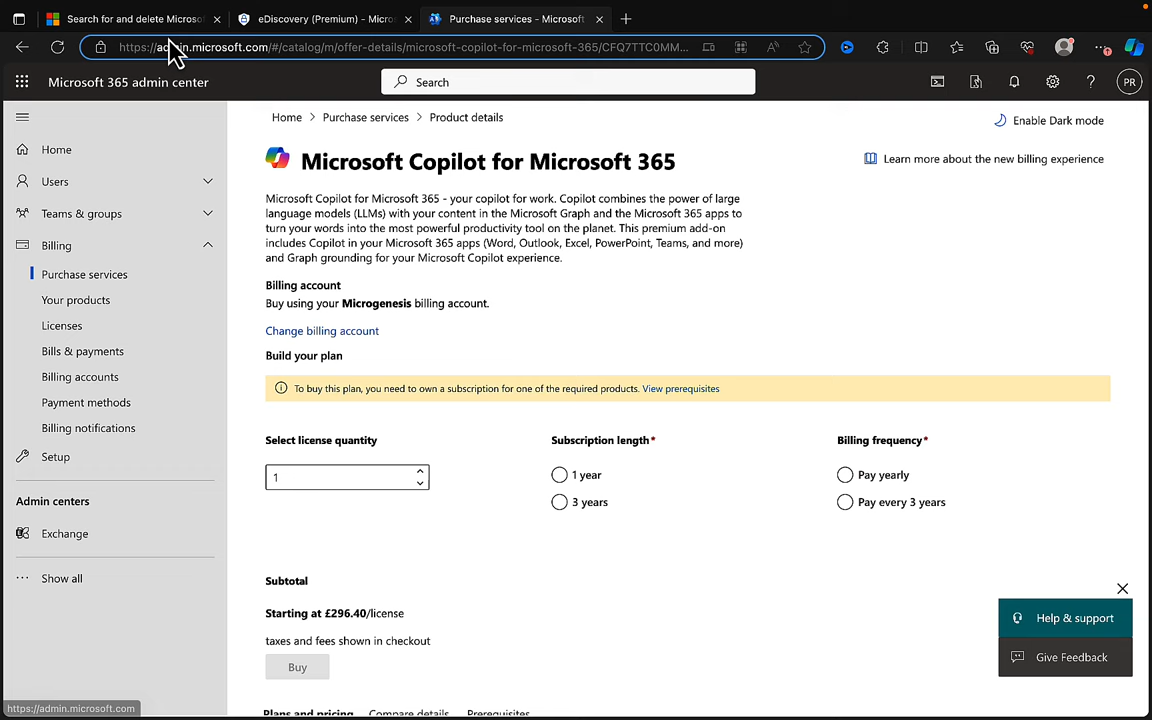 Search for and delete Microso
eDiscovery (Premium) - Micro
Purchase services - Microsoft
https://admin.microsoft.com/#/catalog/m/offer-details/microsoft-copilot-for-microsoft-365/CFQ7TTC0MM...
Microsoft 365 admin center
Search
PR
Home > Purchase services > Product details
Enable Dark mode
Microsoft Copilot for Microsoft 365
Learn more about the new billing experience
Microsoft Copilot for Microsoft 365 - your copilot for work. Copilot combines the power of large
language models (LLMs) with your content in the Microsoft Graph and the Microsoft 365 apps to
turn your words into the most powerful productivity tool on the planet. This premium add-on
includes Copilot in your Microsoft 365 apps (Word, Outlook, Excel, PowerPoint, Teams, and more)
and Graph grounding for your Microsoft Copilot experience.
Billing account
Buy using your Microgenesis billing account.
Change billing account
Build your plan
To buy this plan, you need to own a subscription for one of the required products. View prerequisites
Select license quantity
1
Subscription length*
1 year
3 years
Billing frequency*
Pay yearly
Pay every 3 years
Subtotal
Starting at £296.40/license
taxes and fees shown in checkout
Buy
Plans and pricing
Compare details
Prerequisites
Home
Users
Teams & groups
Billing
Purchase services
Your products
Licenses
Bills & payments
Billing accounts
Payment methods
Billing notifications
Setup
Admin centers
Exchange
Show all
Help & support
Give Feedback
https://admin.microsoft.com